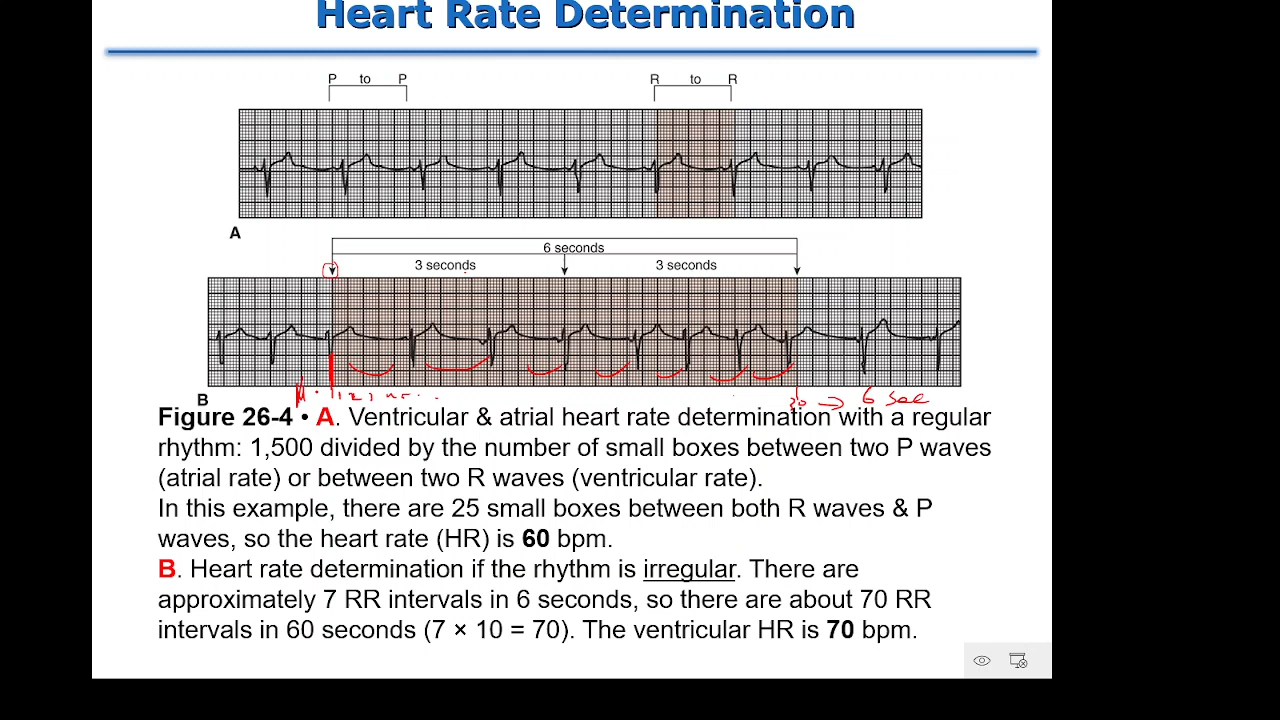 Heart Rate Determination
P to P R to R
A
6 seconds
3 seconds 3 seconds
B
30 → 6 sec
Figure 26-4 • A. Ventricular & atrial heart rate determination with a regular
rhythm: 1,500 divided by the number of small boxes between two P waves
(atrial rate) or between two R waves (ventricular rate).
In this example, there are 25 small boxes between both R waves & P
waves, so the heart rate (HR) is 60 bpm.
B. Heart rate determination if the rhythm is irregular. There are
approximately 7 RR intervals in 6 seconds, so there are about 70 RR
intervals in 60 seconds (7 × 10 = 70). The ventricular HR is 70 bpm.